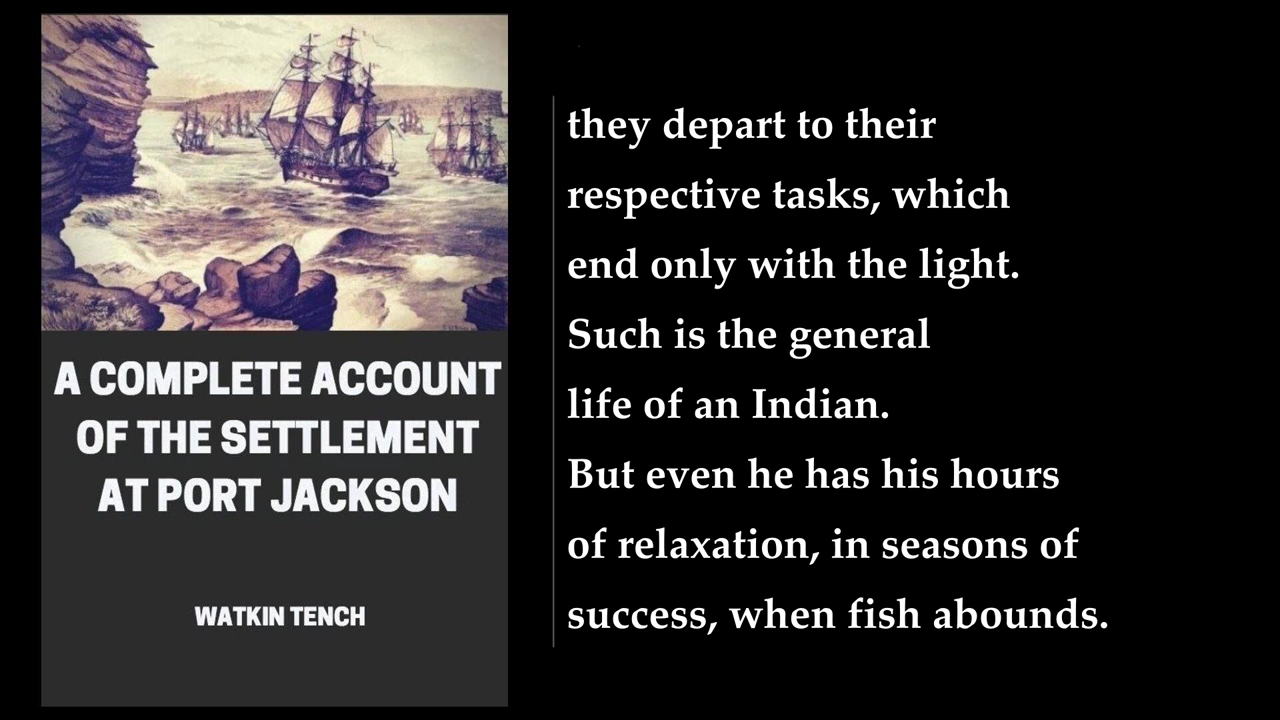 A COMPLETE ACCOUNT
OF THE SETTLEMENT
AT PORT JACKSON
WATKIN TENCH
they depart to their
respective tasks, which
end only with the light.
Such is the general
life of an Indian.
But even he has his hours
of relaxation, in seasons of
success, when fish abounds.